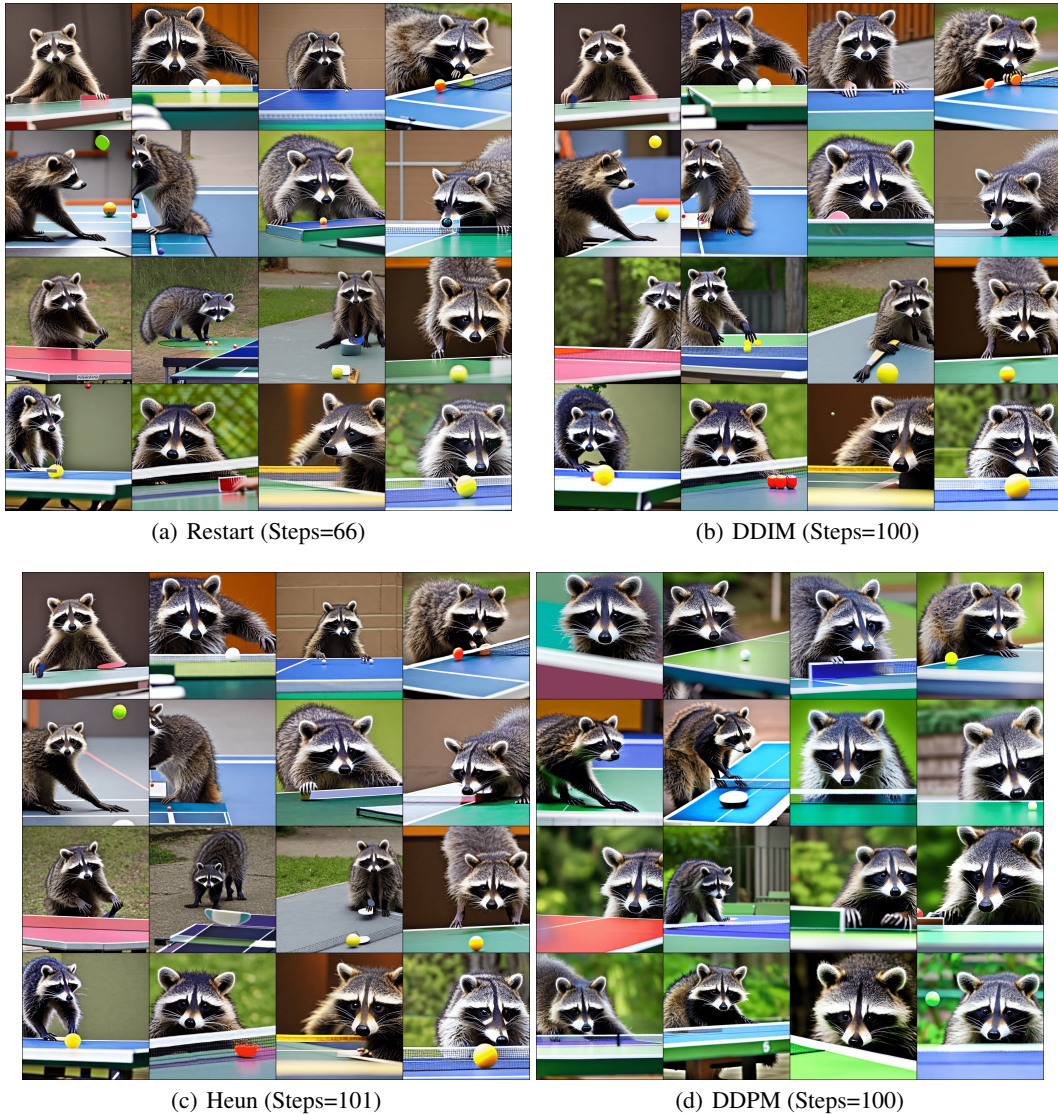 (a) Restart (Steps=66)
(b) DDIM (Steps=100)
(c) Heun (Steps=101)
(d) DDPM (Steps=100)